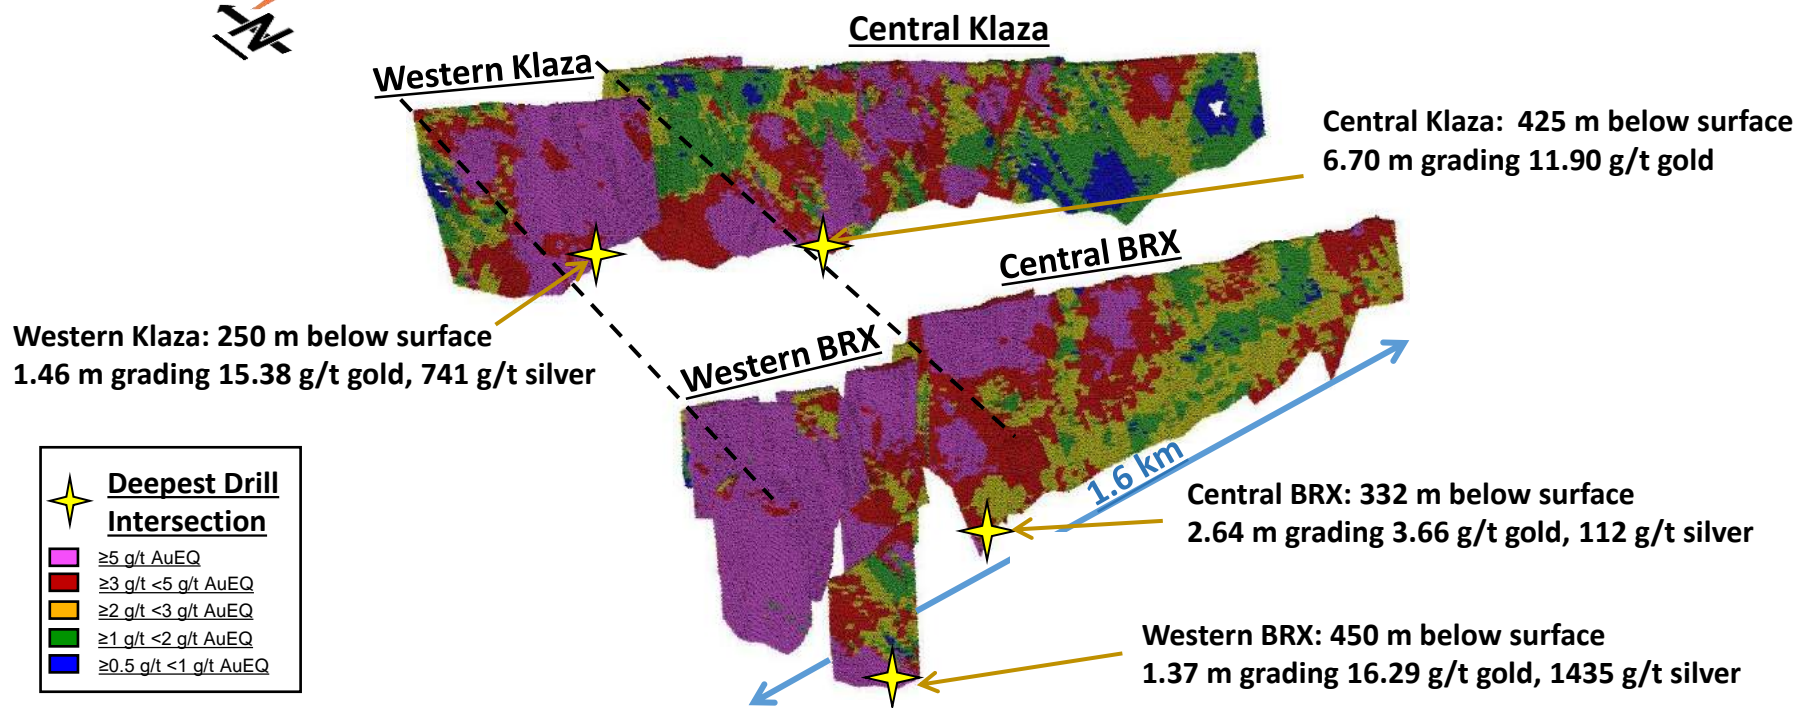 N
Central Klaza
Western Klaza
Central Klaza: 425 m below surface
6.70 m grading 11.90 g/t gold
Central BRX
Western Klaza: 250 m below surface
1.46 m grading 15.38 g/t gold, 741 g/t silver
Western BRX
1.6 km
Deepest Drill
Intersection
≥5 g/t AuEQ
≥3 g/t <5 g/t AuEQ
≥2 g/t <3 g/t AuEQ
≥1 g/t <2 g/t AuEQ
≥0.5 g/t <1 g/t AuEQ
Central BRX: 332 m below surface
2.64 m grading 3.66 g/t gold, 112 g/t silver
Western BRX: 450 m below surface
1.37 m grading 16.29 g/t gold, 1435 g/t silver